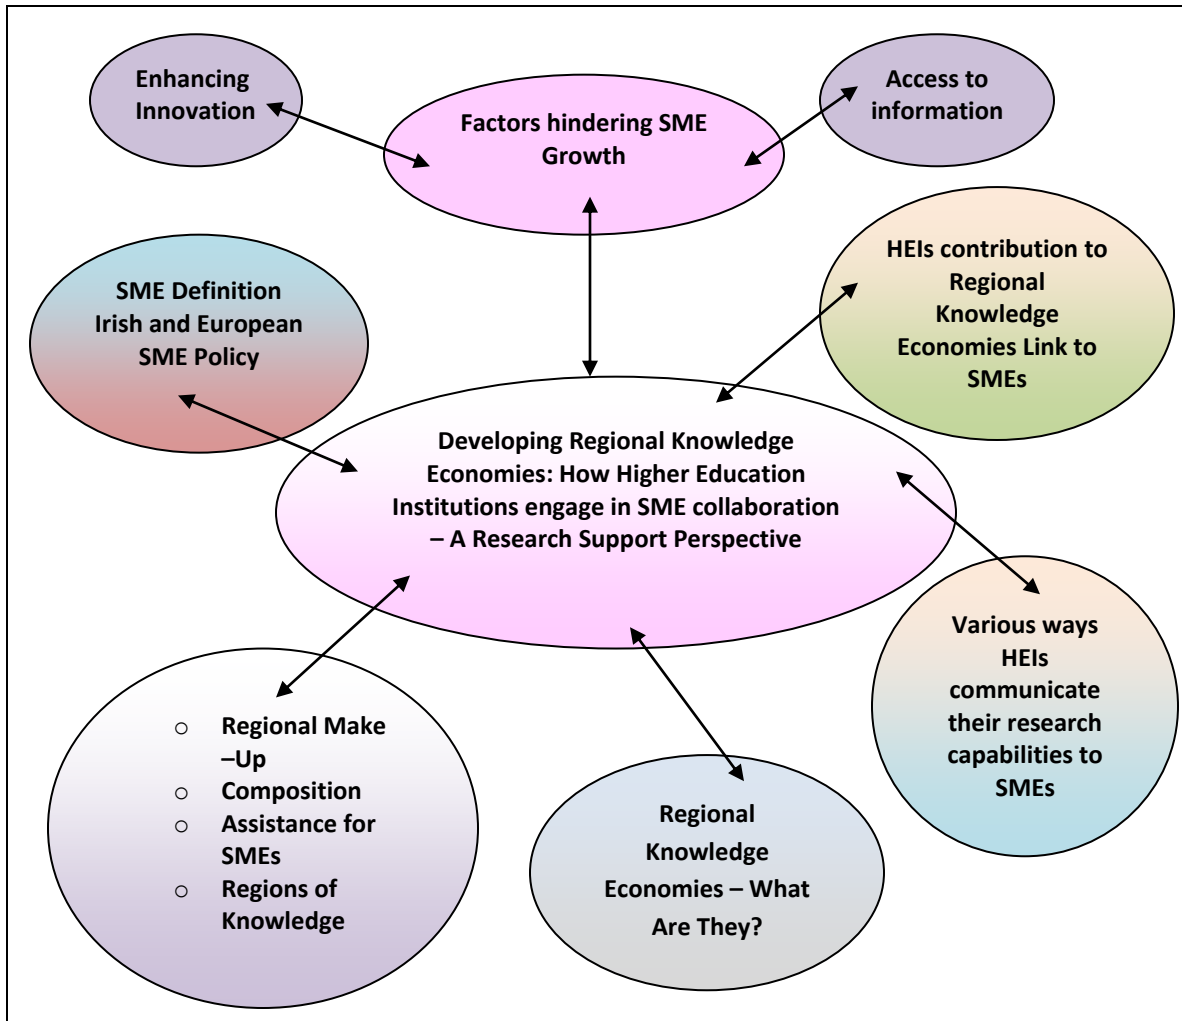 Enhancing
Innovation
Factors hindering SME
Growth
Access to
information
SME Definition
Irish and European
SME Policy
HEIs contribution to
Regional
Knowledge
Economies Link to
SMEs
Developing Regional Knowledge
Economies: How Higher Education
Institutions engage in SME collaboration
– A Research Support Perspective
Various ways
HEIs
communicate
their research
capabilities to
SMEs
o Regional Make
–Up
o Composition
o Assistance for
SMEs
o Regions of
Knowledge
Regional
Knowledge
Economies – What
Are They?